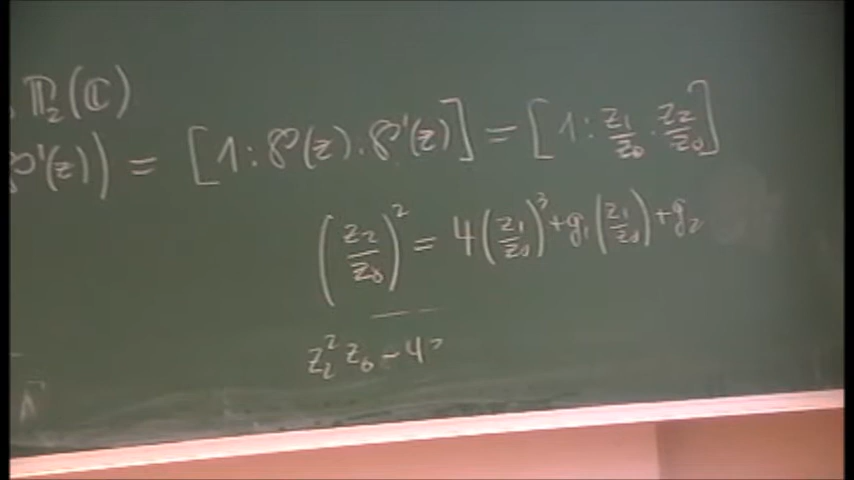 ℙ₂(ℂ)
℘'(z)) = [1 : ℘(z) . ℘'(z)] = [1 : z₁/z₀ . z₂/z₀]
(z₂/z₀)² = 4(z₁/z₀)³ + g₁(z₁/z₀) + g₂
z₂² z₀ - 4